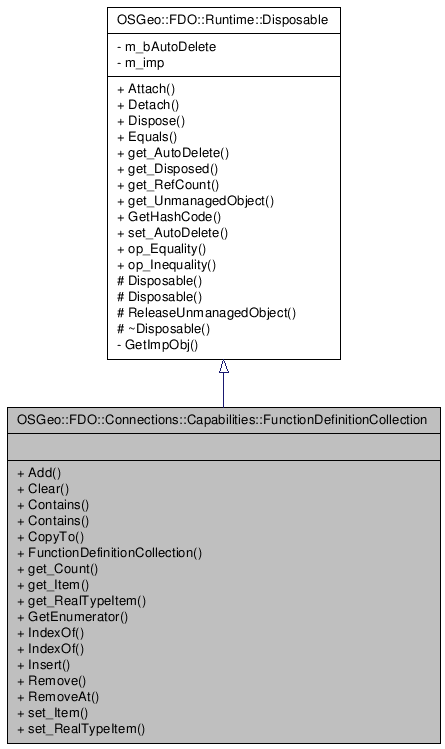 OSGeo::FDO::Runtime::Disposable
- m_bAutoDelete
- m_imp
+ Attach()
+ Detach()
+ Dispose()
+ Equals()
+ get_AutoDelete()
+ get_Disposed()
+ get_RefCount()
+ get_UnmanagedObject()
+ GetHashCode()
+ set_AutoDelete()
+ op_Equality()
+ op_Inequality()
# Disposable()
# Disposable()
# ReleaseUnmanagedObject()
# ~Disposable()
- GetImpObj()
OSGeo::FDO::Connections::Capabilities::FunctionDefinitionCollection
+ Add()
+ Clear()
+ Contains()
+ Contains()
+ CopyTo()
+ FunctionDefinitionCollection()
+ get_Count()
+ get_Item()
+ get_RealTypeItem()
+ GetEnumerator()
+ IndexOf()
+ IndexOf()
+ Insert()
+ Remove()
+ RemoveAt()
+ set_Item()
+ set_RealTypeItem()